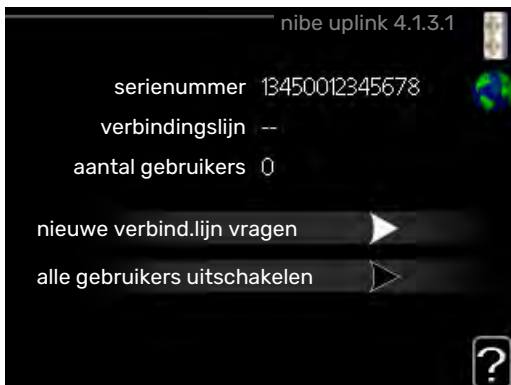 nibe uplink 4.1.3.1
serienummer 13450012345678
verbindingslijn --
aantal gebruikers 0
nieuwe verbind.lijn vragen
alle gebruikers uitschakelen
?